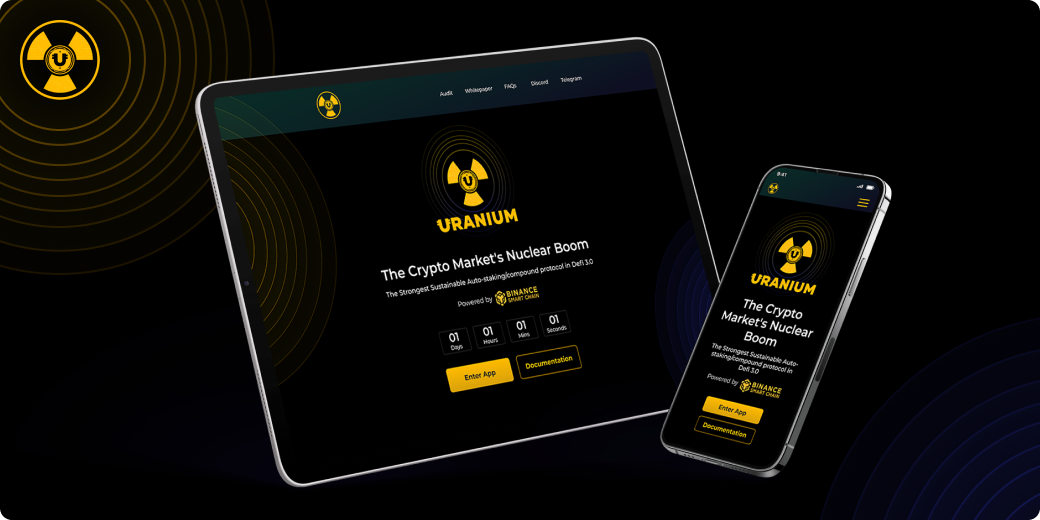 Audit Whitepaper FAQs Discord Telegram
URANIUM
The Crypto Market's Nuclear Boom
The Strongest Sustainable Auto-staking/compound protocol in Defi 3.0
Powered by BINANCE
SMART CHAIN
01 01 01 01
Days Hours Mins Seconds
Enter App Documentation
9:41
URANIUM
The Crypto
Market's Nuclear
Boom
The Strongest Sustainable Auto-
staking/compound protocol in
Defi 3.0
Powered by BINANCE
SMART CHAIN
Enter App
Documentation